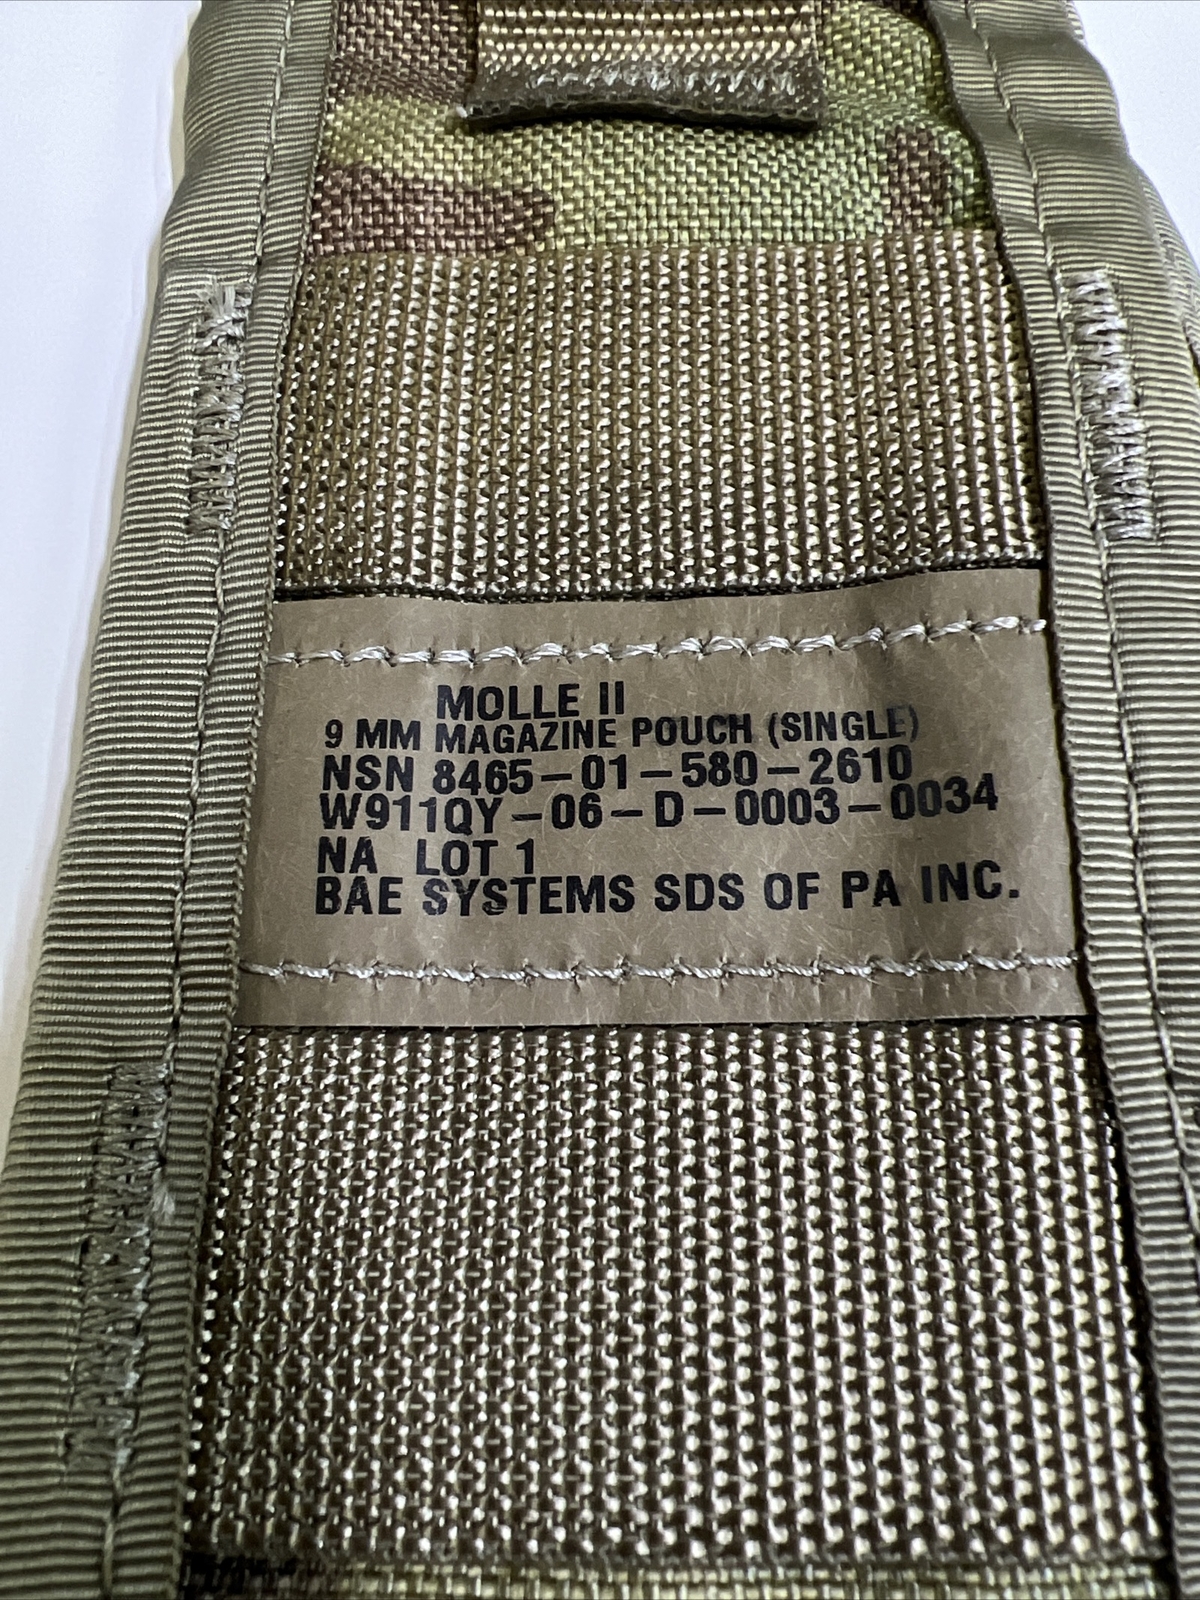 MOLLE II
9 MM MAGAZINE POUCH (SINGLE)
NSN 8465-01-580-2610
W911QY-06-D-0003-0034
NA LOT 1
BAE SYSTEMS SDS OF PA INC.